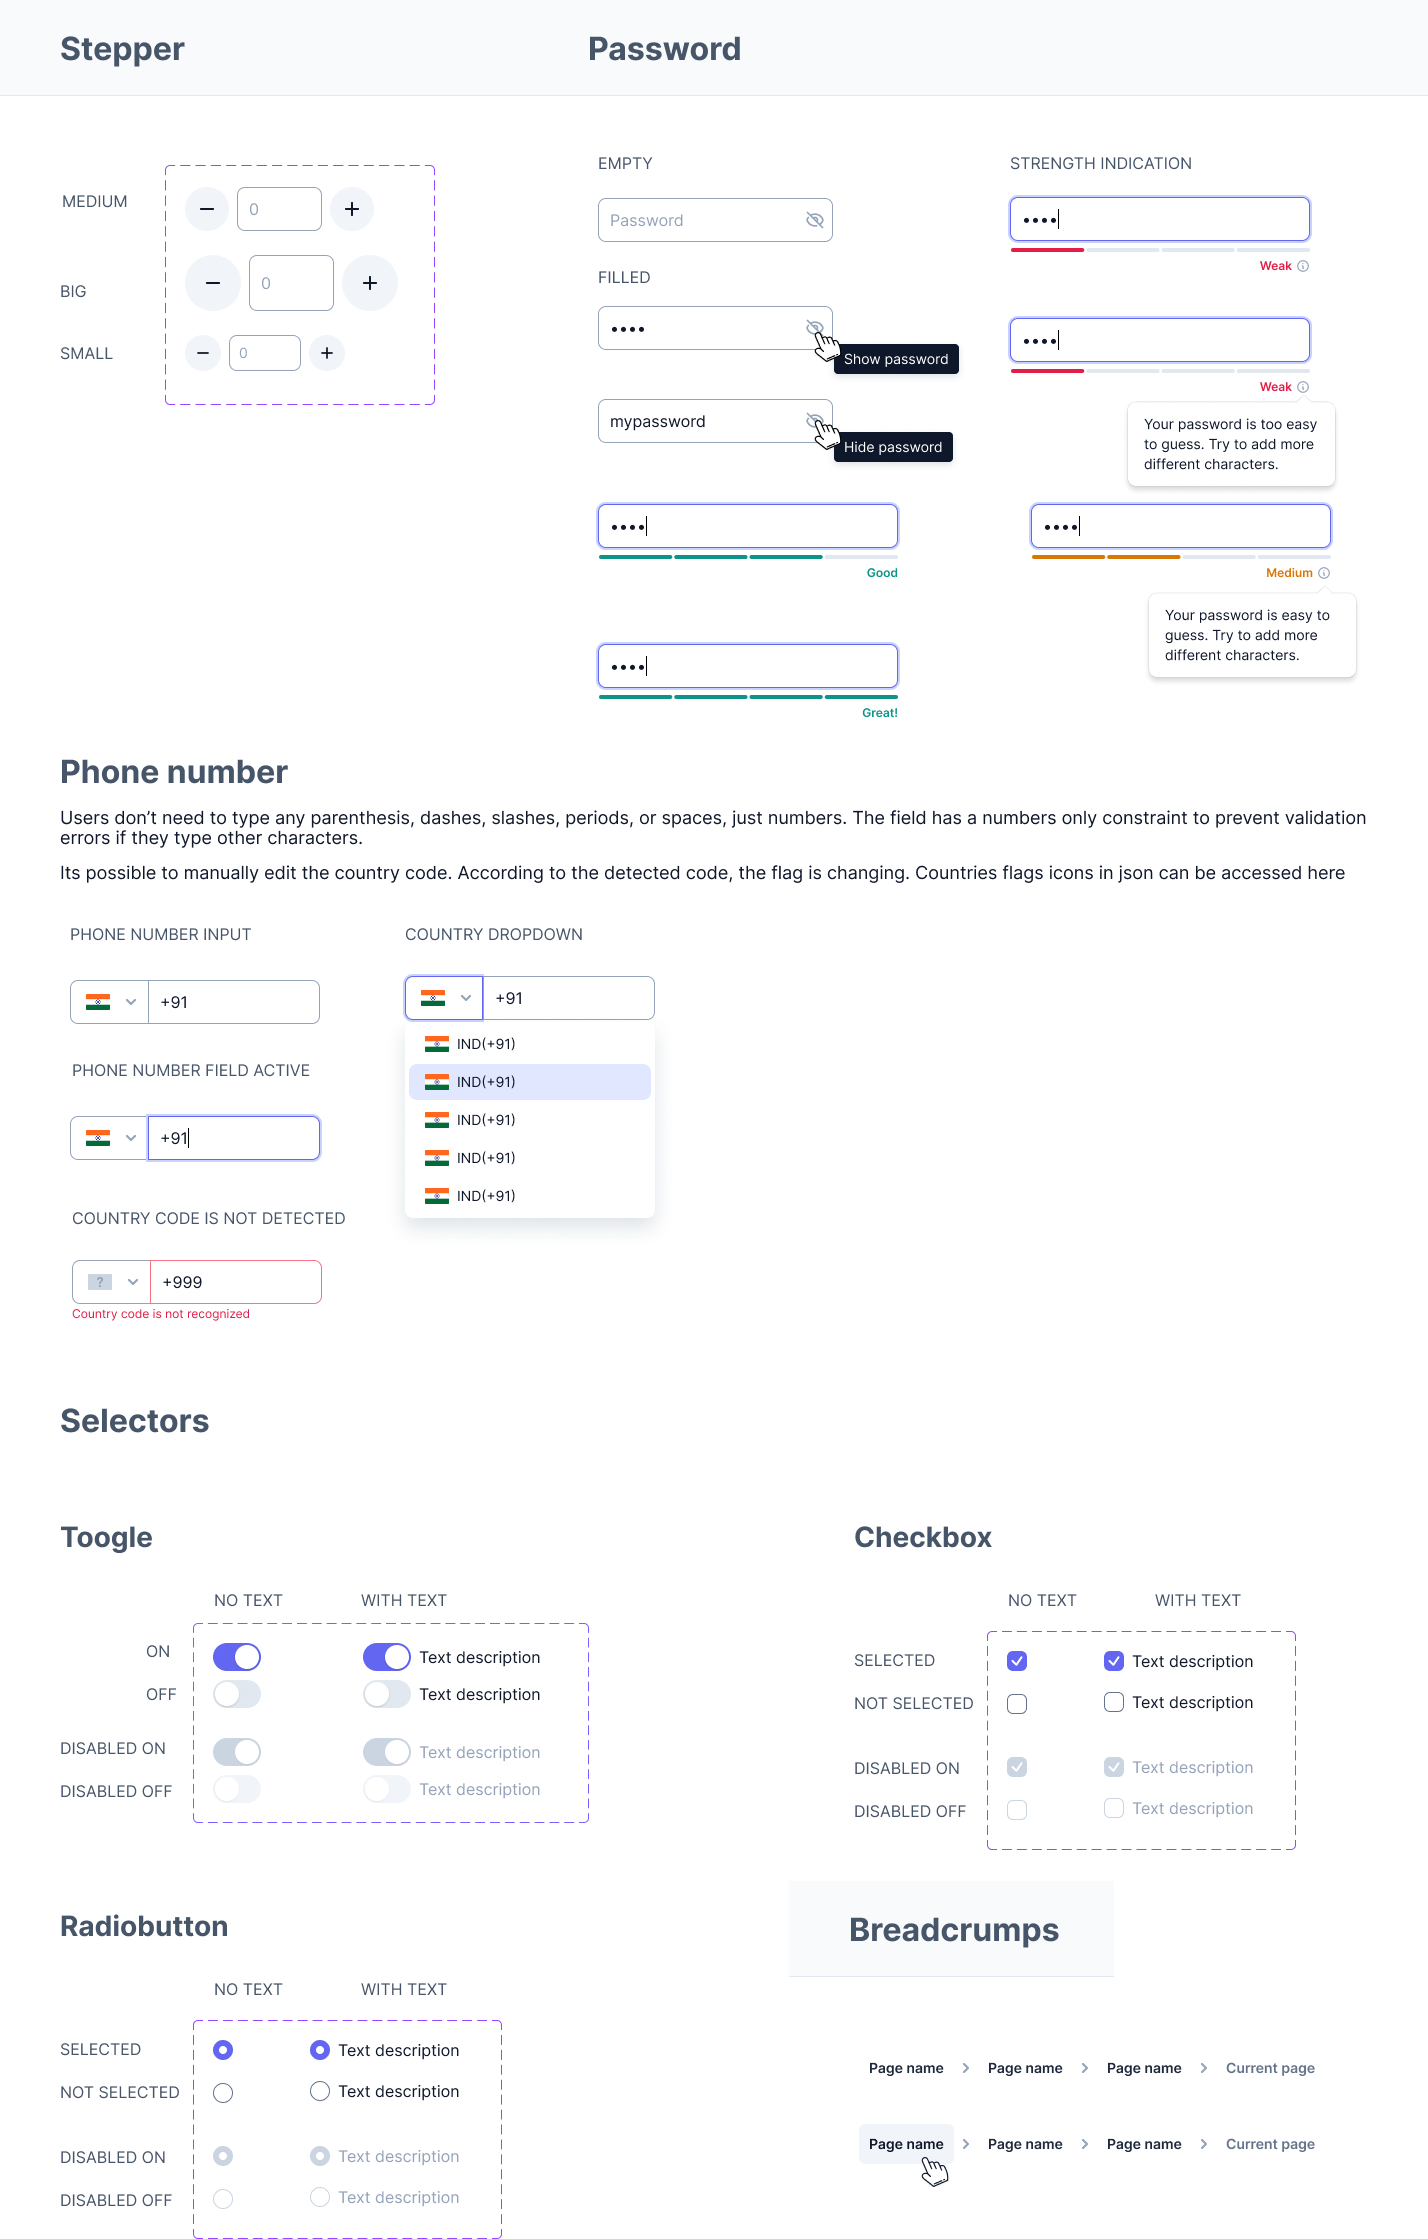 Stepper
Password
MEDIUM
0
BIG
0
SMALL
0
EMPTY
Password
FILLED
••••
Show password
mypassword
Hide password
STRENGTH INDICATION
••••
Weak
••••
Weak
Your password is too easy
to guess. Try to add more
different characters.
••••
Good
••••
Medium
Your password is easy to
guess. Try to add more
different characters.
••••
Great!
Phone number
Users don’t need to type any parenthesis, dashes, slashes, periods, or spaces, just numbers. The field has a numbers only constraint to prevent validation
errors if they type other characters.
Its possible to manually edit the country code. According to the detected code, the flag is changing. Countries flags icons in json can be accessed here
PHONE NUMBER INPUT
+91
PHONE NUMBER FIELD ACTIVE
+91
COUNTRY CODE IS NOT DETECTED
?
+999
Country code is not recognized
COUNTRY DROPDOWN
+91
IND(+91)
IND(+91)
IND(+91)
IND(+91)
IND(+91)
Selectors
Toogle
NO TEXT
WITH TEXT
ON
Text description
OFF
Text description
DISABLED ON
Text description
DISABLED OFF
Text description
Checkbox
NO TEXT
WITH TEXT
SELECTED
Text description
NOT SELECTED
Text description
DISABLED ON
Text description
DISABLED OFF
Text description
Radiobutton
NO TEXT
WITH TEXT
SELECTED
Text description
NOT SELECTED
Text description
DISABLED ON
Text description
DISABLED OFF
Text description
Breadcrumps
Page name > Page name > Page name > Current page
Page name > Page name > Page name > Current page